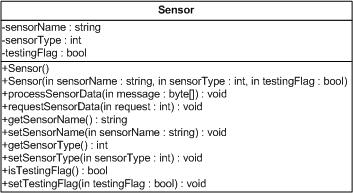 Sensor
-sensorName : string
-sensorType : int
-testingFlag : bool
+Sensor()
+Sensor(in sensorName : string, in sensorType : int, in testingFlag : bool)
+processSensorData(in message : byte[]) : void
+requestSensorData(in request : int) : void
+getSensorName() : string
+setSensorName(in sensorName : string) : void
+getSensorType() : int
+setSensorType(in sensorType : int) : void
+isTestingFlag() : bool
+setTestingFlag(in testingFlag : bool) : void